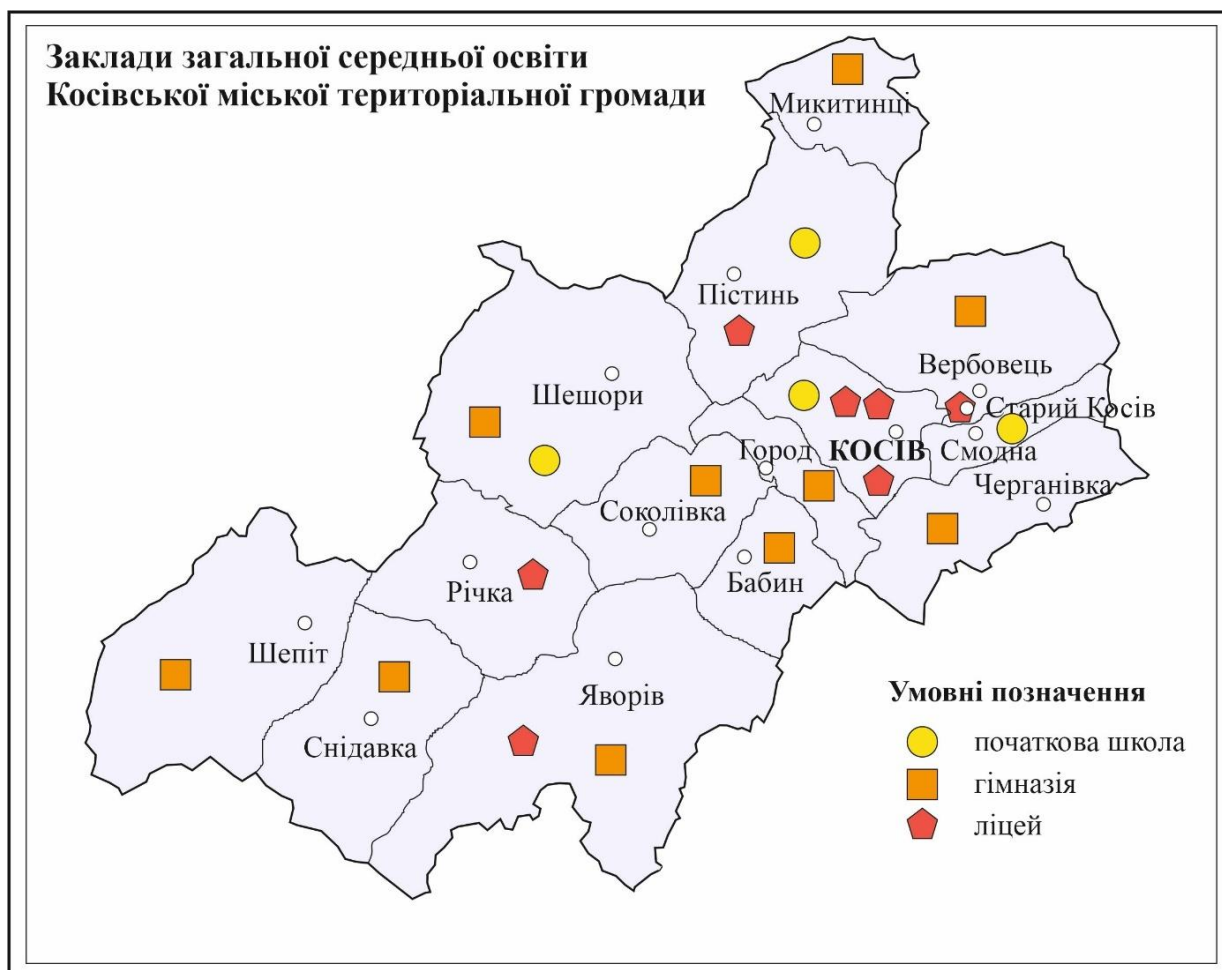 Заклади загальної середньої освіти
Косівської міської територіальної громади
Микитинці
Пістинь
Вербовець
Шешори
Старий Косів
Город
КОСІВ
Смодна
Черганівка
Соколівка
Бабин
Річка
Шепіт
Яворів
Снідавка
Умовні позначення
початкова школа
гімназія
ліцей